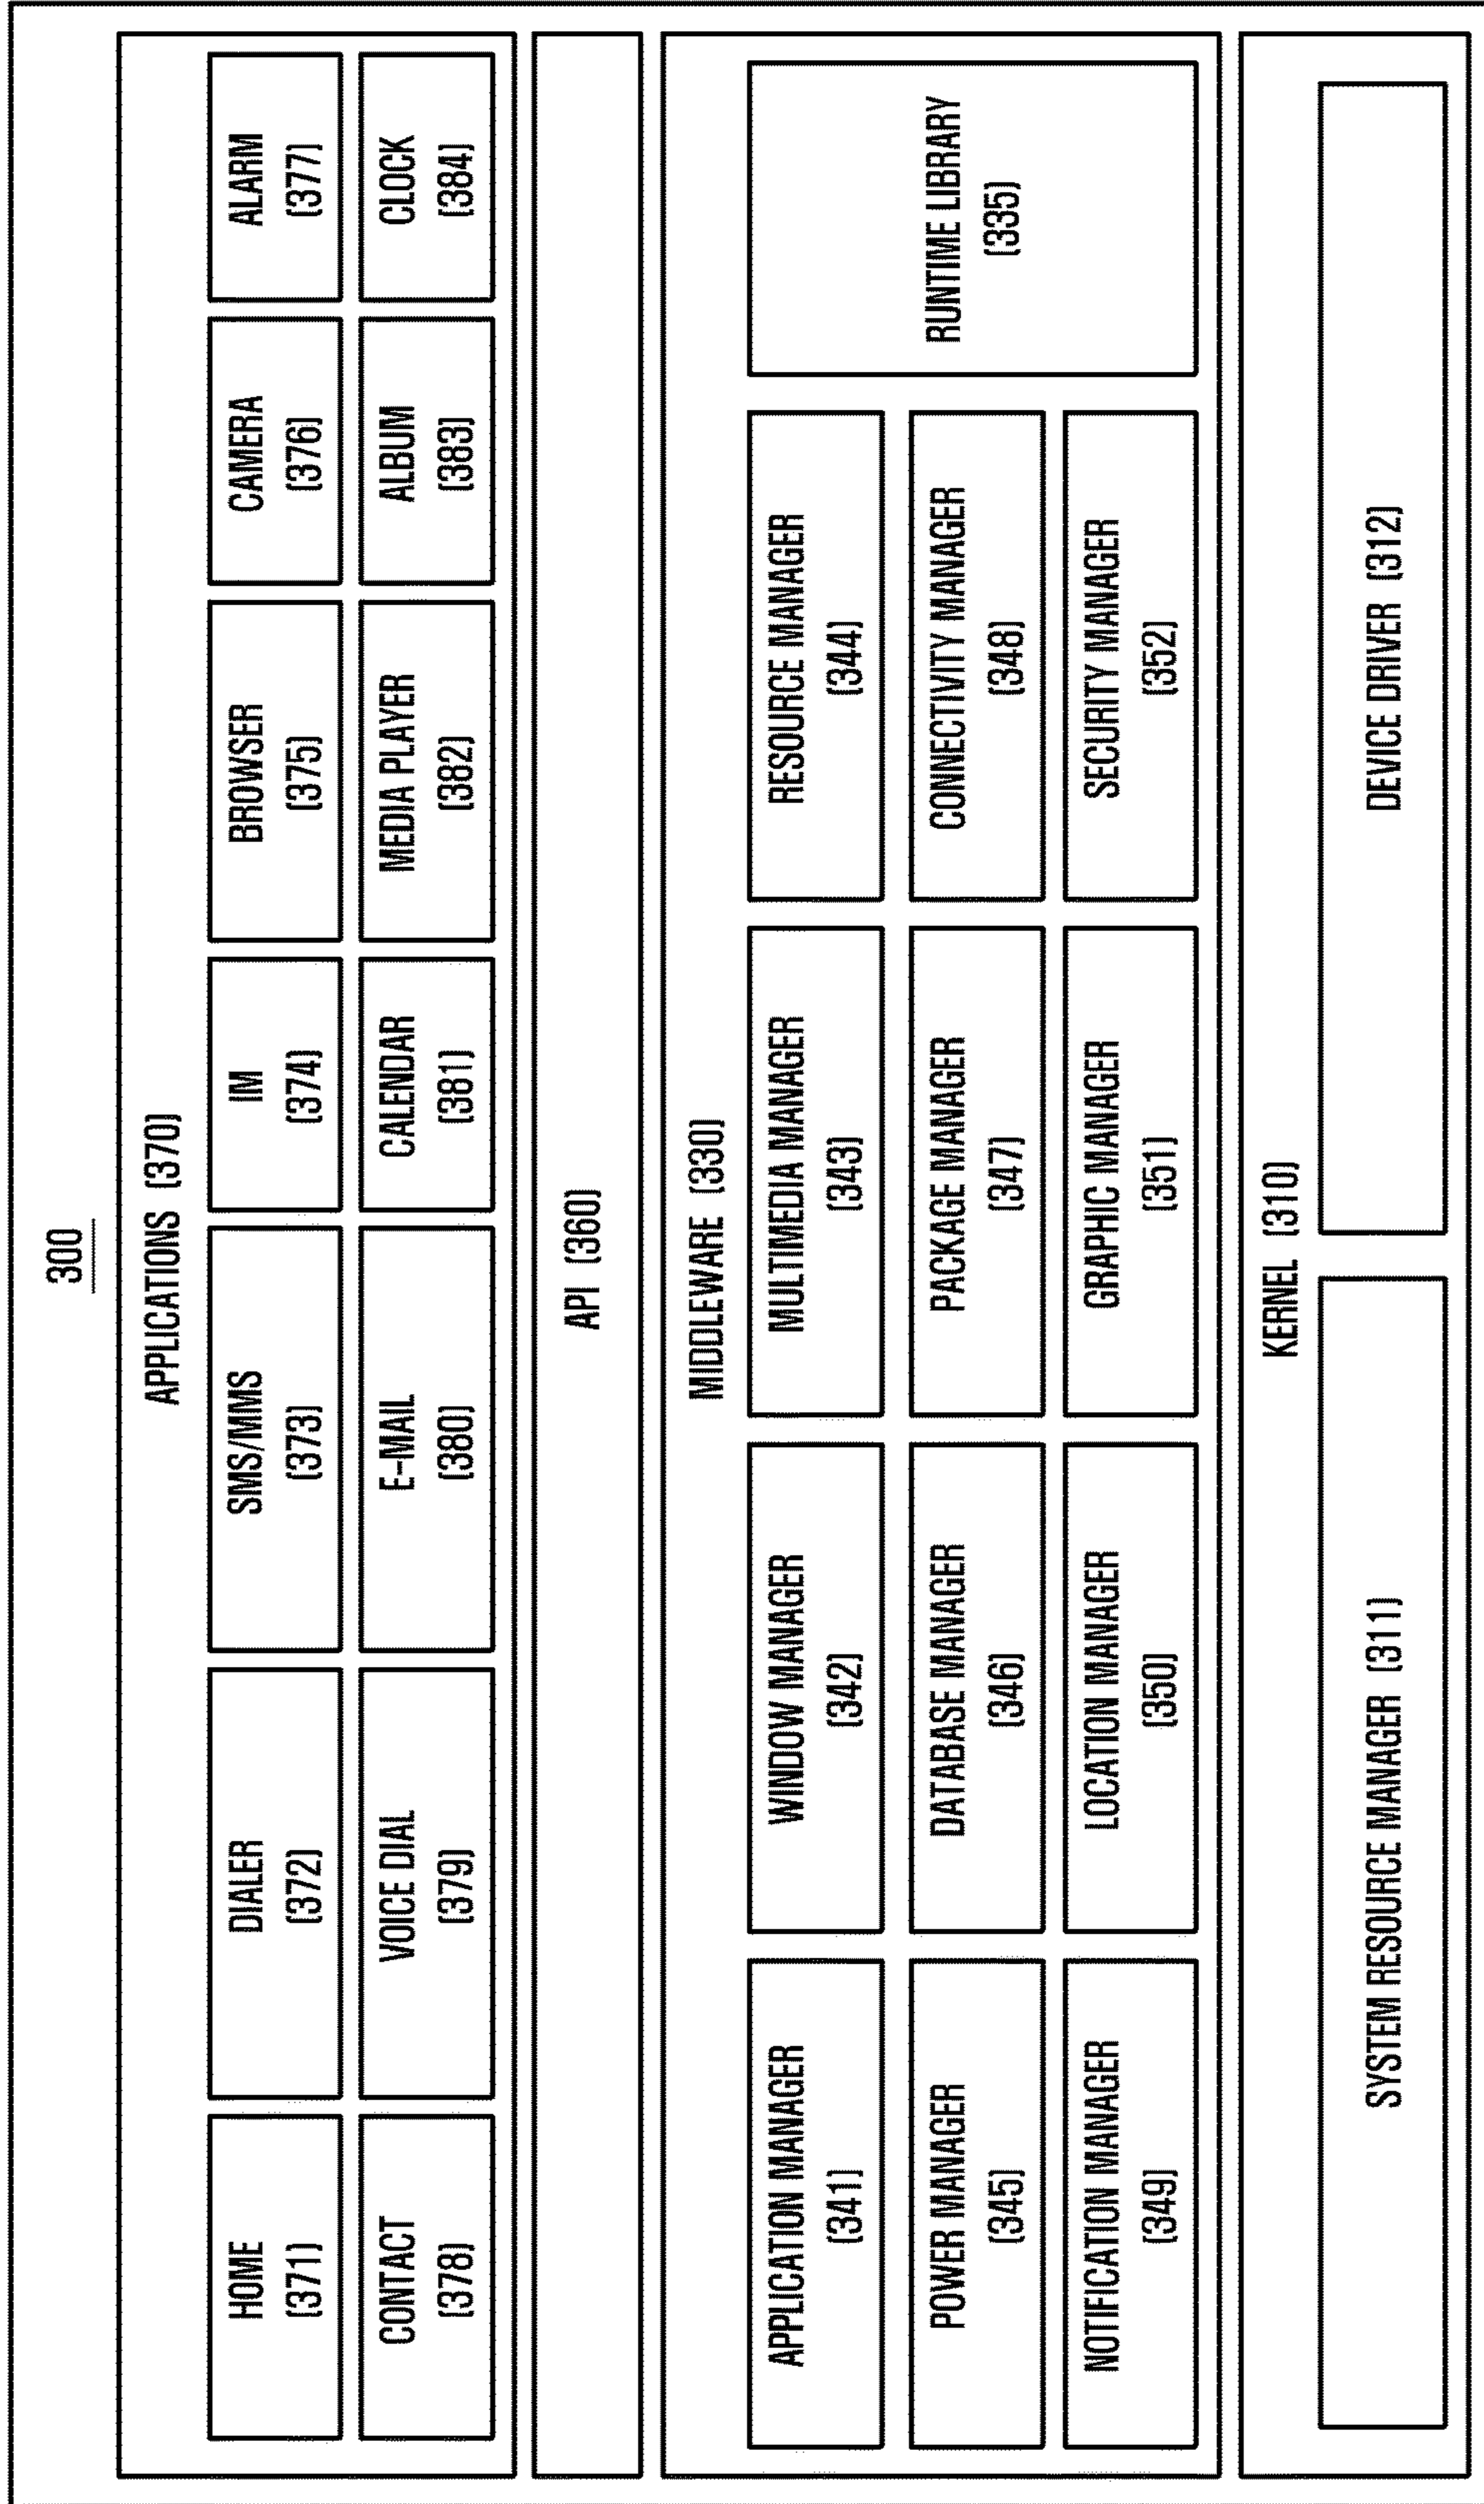 300
APPLICATIONS (370)
HOME
(371)
DIALER
(372)
SMS/MMS
(373)
IM
(374)
BROWSER
(375)
CAMERA
(376)
ALARM
(377)
CONTACT
(378)
VOICE DIAL
(379)
E-MAIL
(380)
CALENDAR
(381)
MEDIA PLAYER
(382)
ALBUM
(383)
CLOCK
(384)
API (360)
MIDDLEWARE (330)
APPLICATION MANAGER
(341)
WINDOW MANAGER
(342)
MULTIMEDIA MANAGER
(343)
RESOURCE MANAGER
(344)
POWER MANAGER
(345)
DATABASE MANAGER
(346)
PACKAGE MANAGER
(347)
CONNECTIVITY MANAGER
(348)
NOTIFICATION MANAGER
(349)
LOCATION MANAGER
(350)
GRAPHIC MANAGER
(351)
SECURITY MANAGER
(352)
RUNTIME LIBRARY
(335)
KERNEL (310)
SYSTEM RESOURCE MANAGER (311)
DEVICE DRIVER (312)